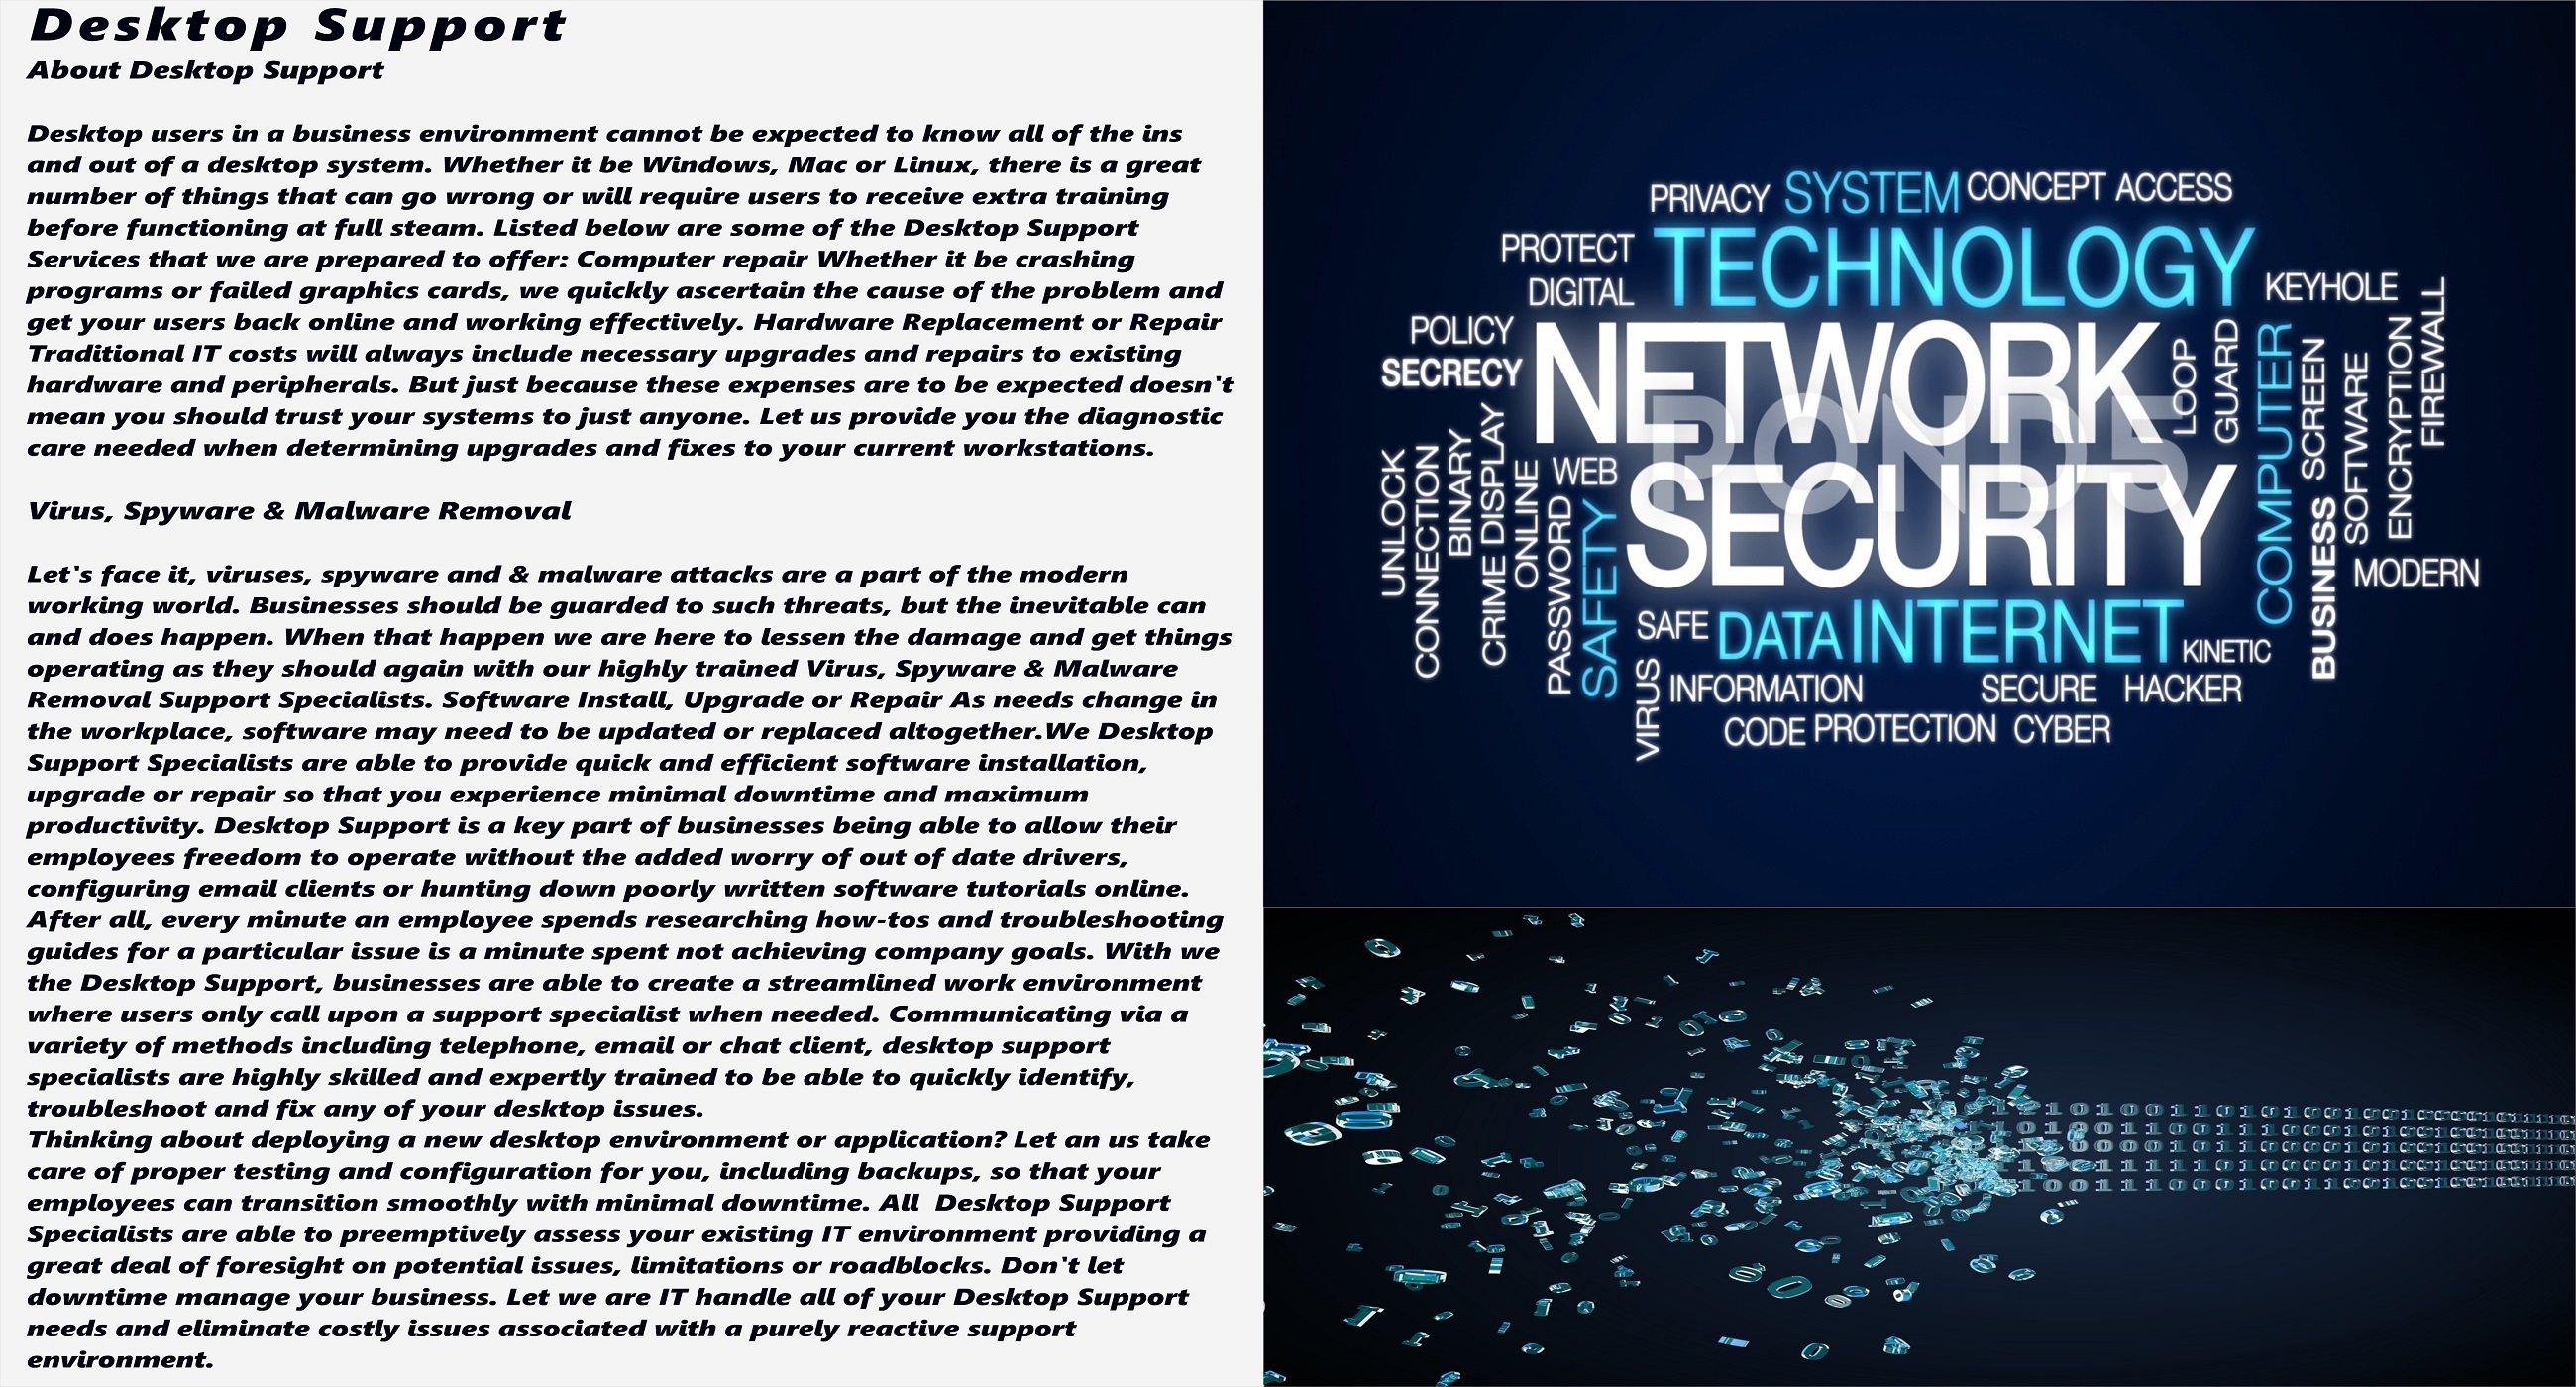 Desktop Support
About Desktop Support
Desktop users in a business environment cannot be expected to know all of the ins
and out of a desktop system. Whether it be Windows, Mac or Linux, there is a great
number of things that can go wrong or will require users to receive extra training
before functioning at full steam. Listed below are some of the Desktop Support
Services that we are prepared to offer: Computer repair Whether it be crashing
programs or failed graphics cards, we quickly ascertain the cause of the problem and
get your users back online and working effectively. Hardware Replacement or Repair
Traditional IT costs will always include necessary upgrades and repairs to existing
hardware and peripherals. But just because these expenses are to be expected doesn't
mean you should trust your systems to just anyone. Let us provide you the diagnostic
care needed when determining upgrades and fixes to your current workstations.
Virus, Spyware & Malware Removal
Let's face it, viruses, spyware and & malware attacks are a part of the modern
working world. Businesses should be guarded to such threats, but the inevitable can
and does happen. When that happen we are here to lessen the damage and get things
operating as they should again with our highly trained Virus, Spyware & Malware
Removal Support Specialists. Software Install, Upgrade or Repair As needs change in
the workplace, software may need to be updated or replaced altogether.We Desktop
Support Specialists are able to provide quick and efficient software installation,
upgrade or repair so that you experience minimal downtime and maximum
productivity. Desktop Support is a key part of businesses being able to allow their
employees freedom to operate without the added worry of out of date drivers,
configuring email clients or hunting down poorly written software tutorials online.
After all, every minute an employee spends researching how-tos and troubleshooting
guides for a particular issue is a minute spent not achieving company goals. With we
the Desktop Support, businesses are able to create a streamlined work environment
where users only call upon a support specialist when needed. Communicating via a
variety of methods including telephone, email or chat client, desktop support
specialists are highly skilled and expertly trained to be able to quickly identify,
troubleshoot and fix any of your desktop issues.
Thinking about deploying a new desktop environment or application? Let an us take
care of proper testing and configuration for you, including backups, so that your
employees can transition smoothly with minimal downtime. All  Desktop Support
Specialists are able to preemptively assess your existing IT environment providing a
great deal of foresight on potential issues, limitations or roadblocks. Don't let
downtime manage your business. Let we are IT handle all of your Desktop Support
needs and eliminate costly issues associated with a purely reactive support
environment.
PRIVACY SYSTEM CONCEPT ACCESS
PROTECT
TECHNOLOGY
DIGITAL
KEYHOLE
POLICY
SECRECY
NETWORK
LOOP
GUARD
COMPUTER
SCREEN
SOFTWARE
ENCRYPTION
FIREWALL
POND5
UNLOCK
CONNECTION
BINARY
CRIME DISPLAY
ONLINE
WEB
PASSWORD
SAFETY
SECURITY
BUSINESS
MODERN
SAFE DATA INTERNET
KINETIC
VIRUS
INFORMATION SECURE HACKER
CODE PROTECTION CYBER